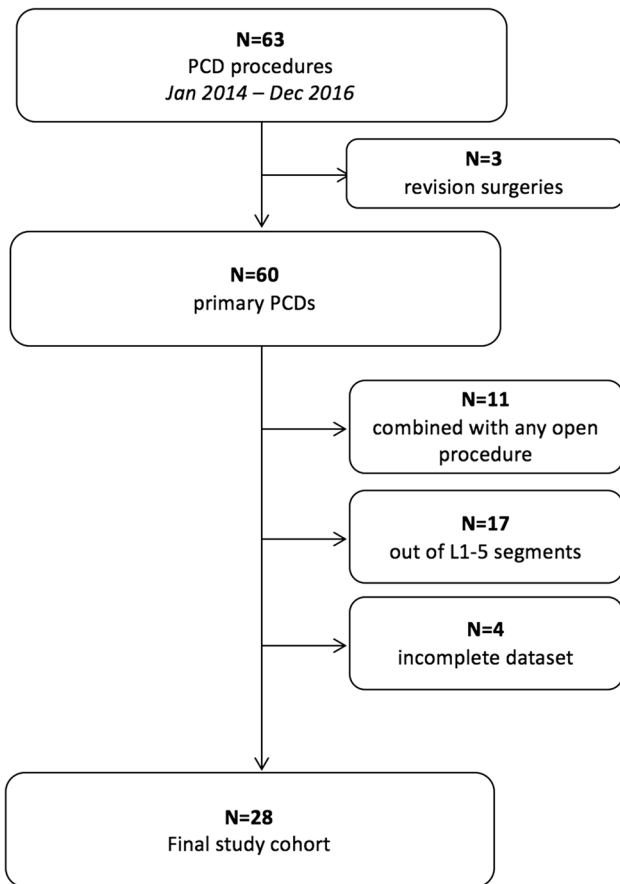 N=63
PCD procedures
Jan 2014 – Dec 2016
N=3
revision surgeries
N=60
primary PCDs
N=11
combined with any open
procedure
N=17
out of L1-5 segments
N=4
incomplete dataset
N=28
Final study cohort